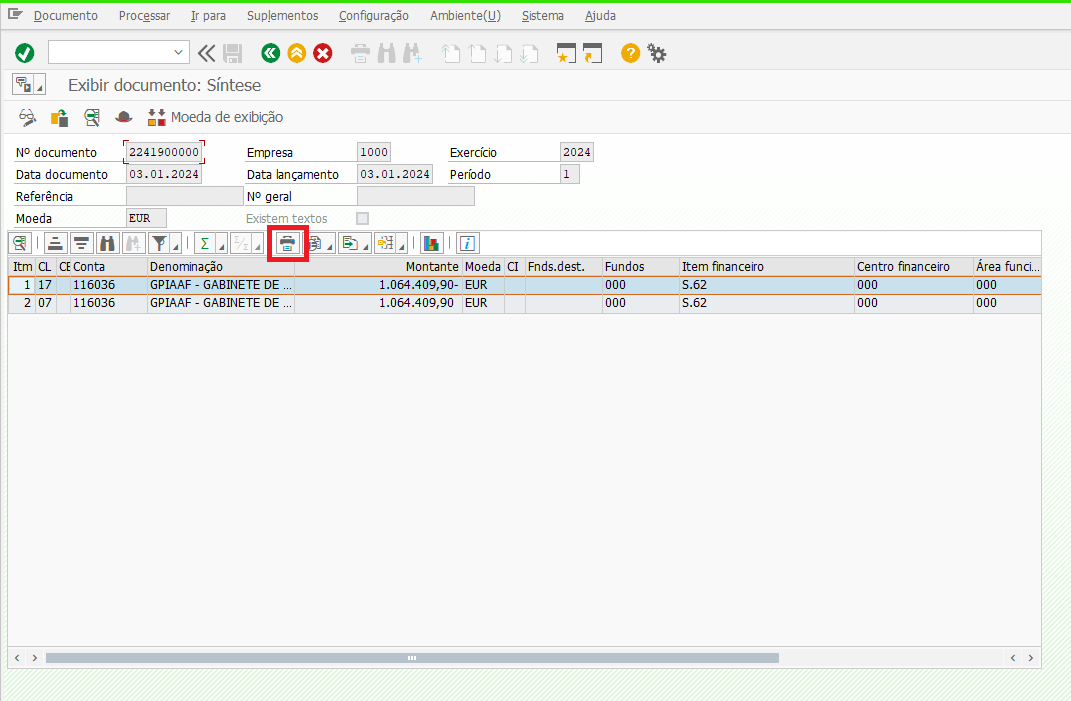 Documento Processar Ir para Suplementos Configuração Ambiente(U) Sistema Ajuda
Exibir documento: Síntese
Moeda de exibição
Nº documento 2241900000 Empresa 1000 Exercício 2024
Data documento 03.01.2024 Data lançamento 03.01.2024 Período 1
Referência Nº geral
Moeda EUR Existem textos
Itm CL CE Conta Denominação Montante Moeda CI Fnds.dest. Fundos Item financeiro Centro financeiro Área funci...
1 17 116036 GPIAAF - GABINETE DE ... 1.064.409,90- EUR 000 S.62 000 000
2 07 116036 GPIAAF - GABINETE DE ... 1.064.409,90 EUR 000 S.62 000 000